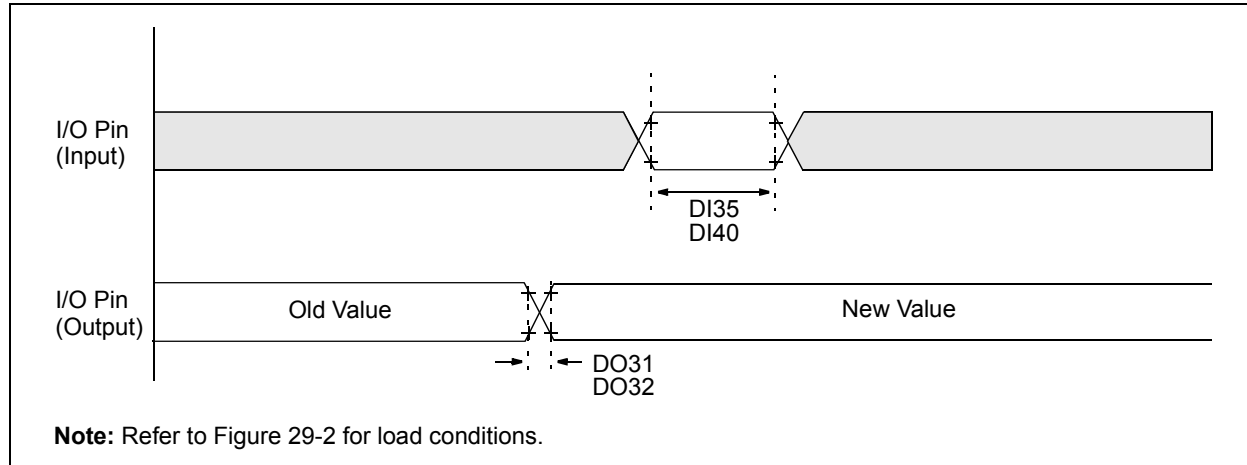 I/O Pin
(Input)
DI35
DI40
I/O Pin
(Output)
Old Value
New Value
DO31
DO32
Note: Refer to Figure 29-2 for load conditions.